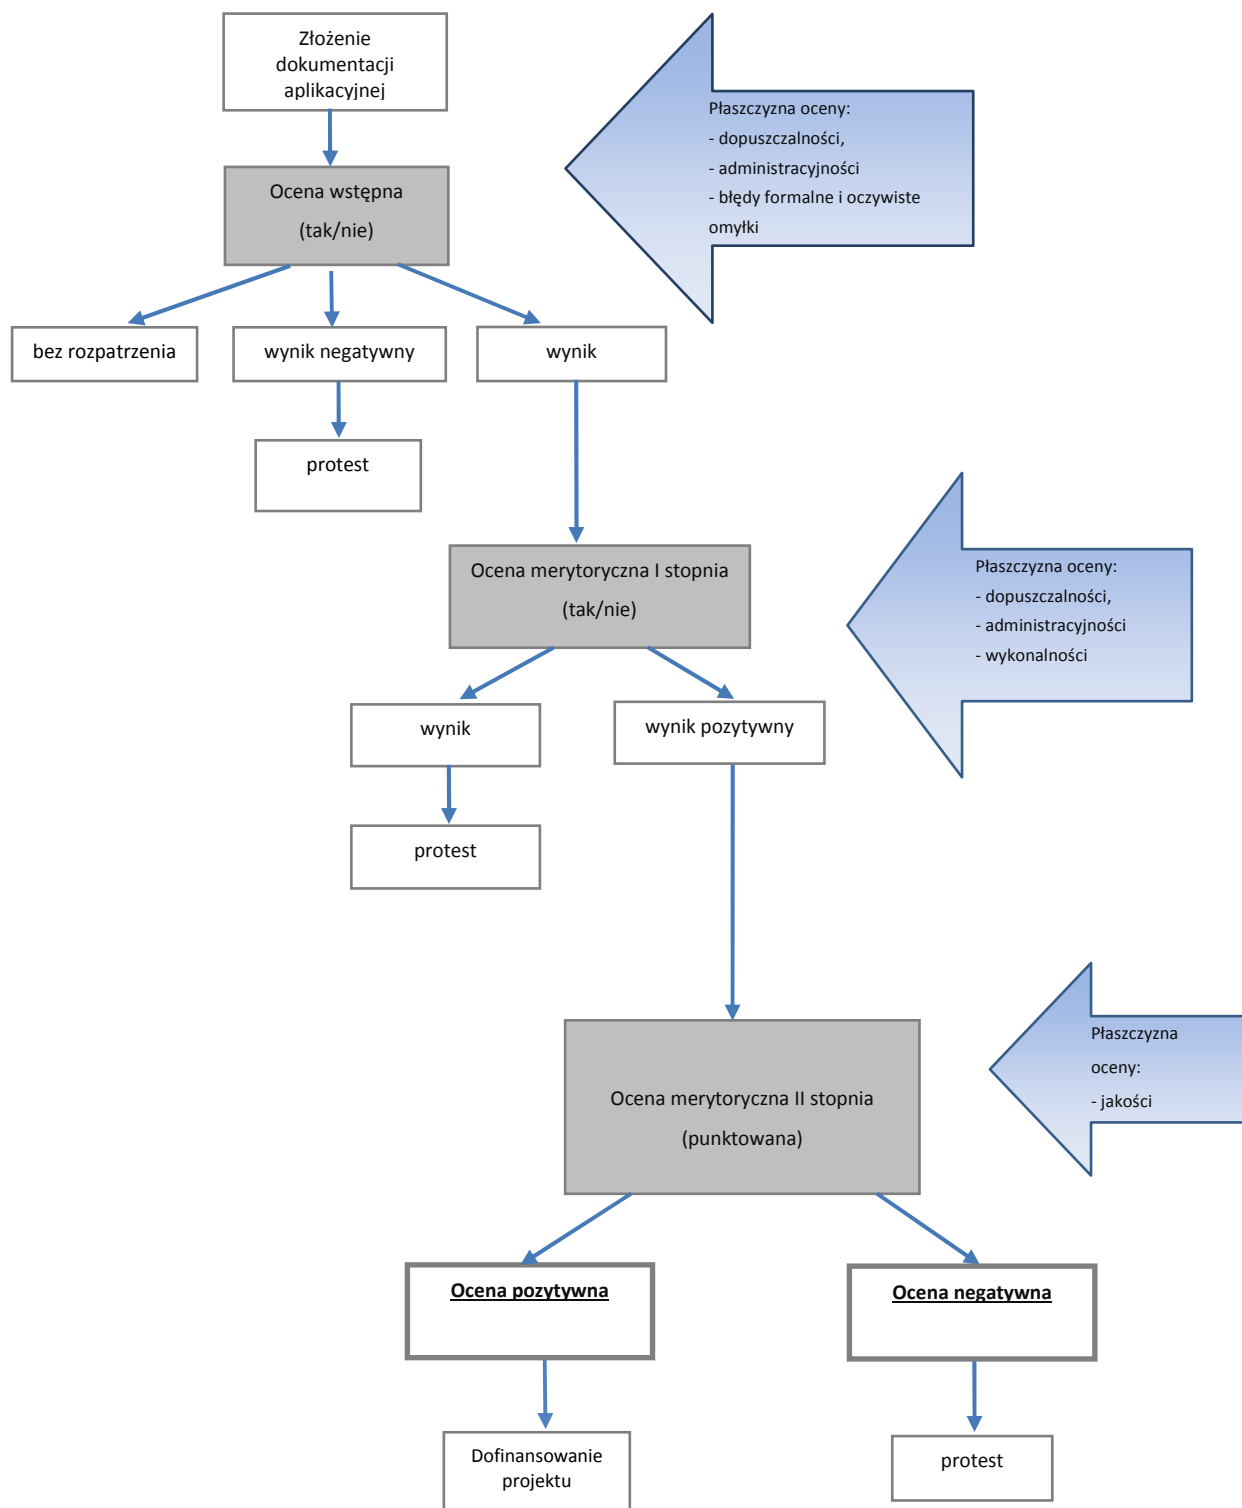 Złożenie
dokumentacji
aplikacyjnej
Płaszczyzna oceny:
- dopuszczalności,
- administracyjności
- błędy formalne i oczywiste
omyłki
Ocena wstępna
(tak/nie)
bez rozpatrzenia
wynik negatywny
wynik
protest
Ocena merytoryczna I stopnia
(tak/nie)
Płaszczyzna oceny:
- dopuszczalności,
- administracyjności
- wykonalności
wynik
wynik pozytywny
protest
Ocena merytoryczna II stopnia
(punktowana)
Płaszczyzna
oceny:
- jakości
Ocena pozytywna
Ocena negatywna
Dofinansowanie
projektu
protest